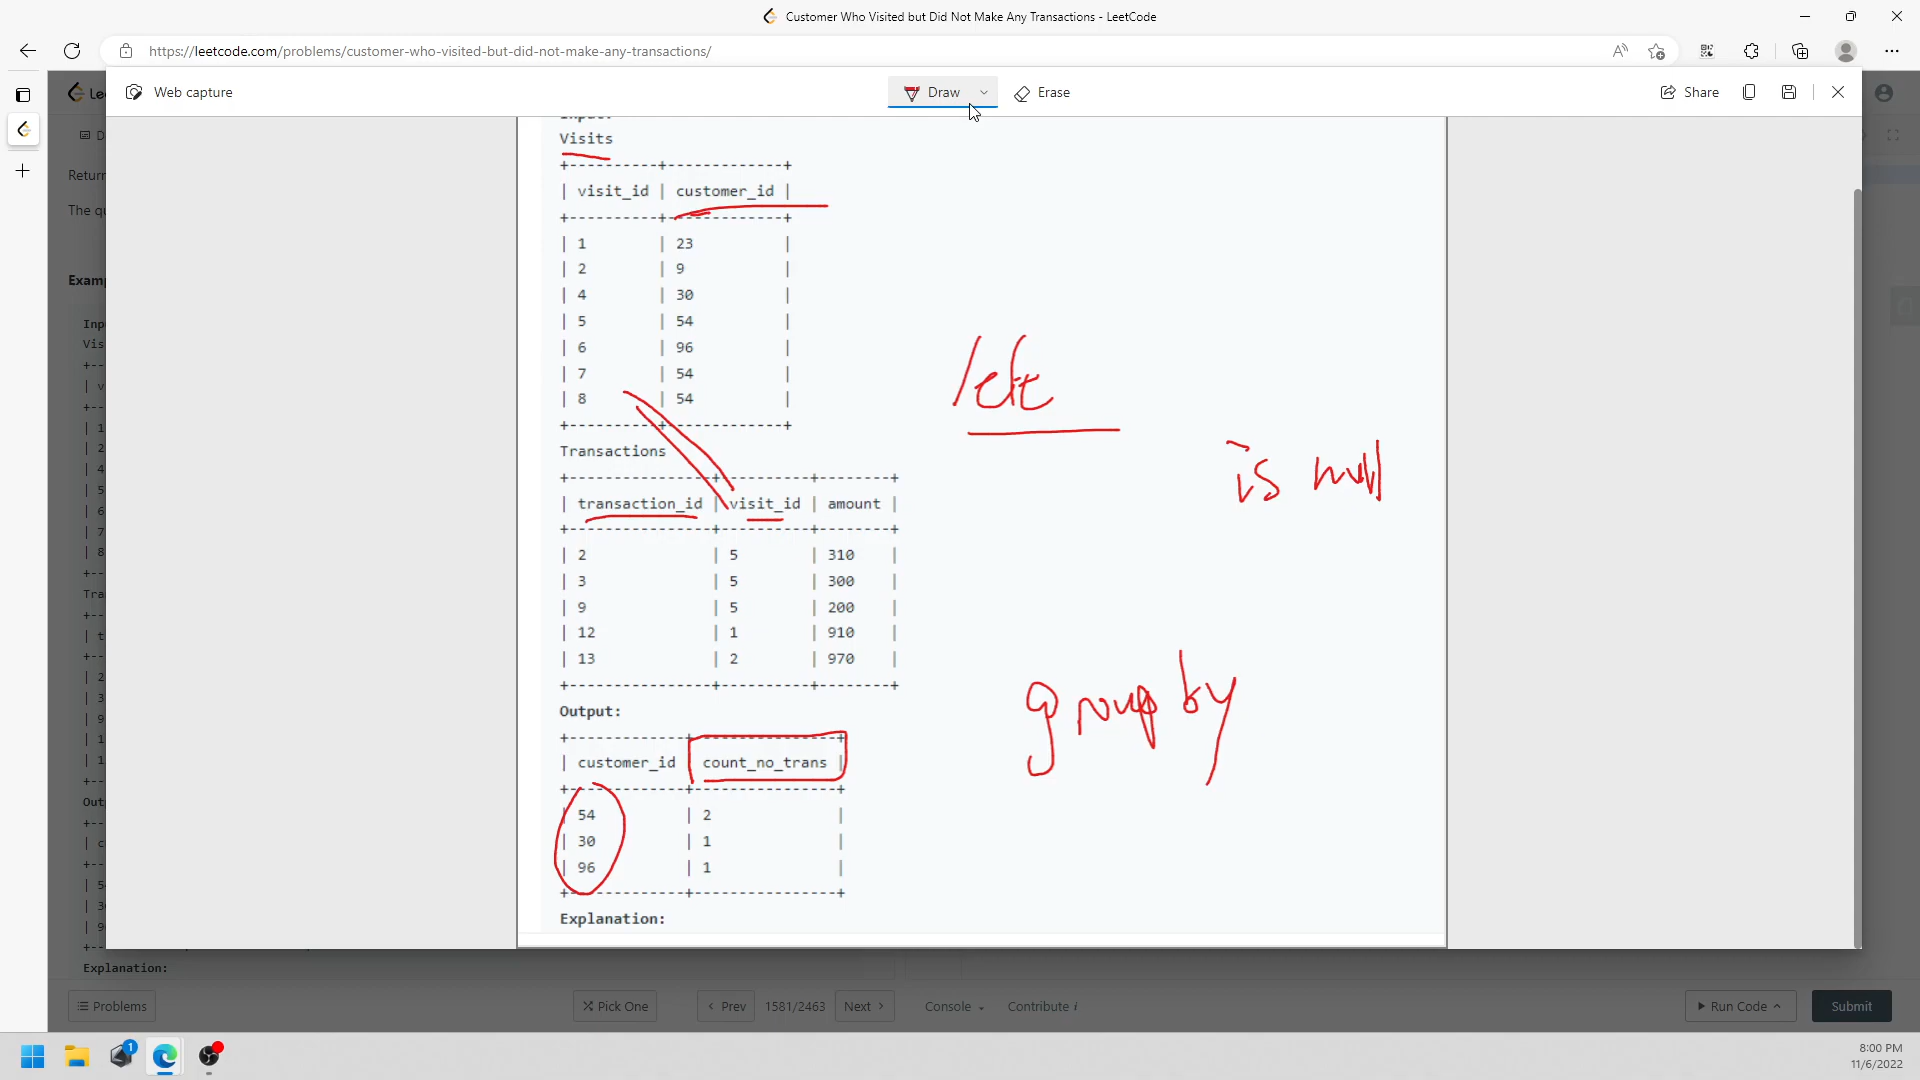 Customer Who Visited but Did Not Make Any Transactions - LeetCode
https://leetcode.com/problems/customer-who-visited-but-did-not-make-any-transactions/
Web capture
Draw
Erase
Share
Visits
+----------+-------------+
| visit_id | customer_id |
+----------+-------------+
| 1 | 23 |
| 2 | 9 |
| 4 | 30 |
| 5 | 54 |
| 6 | 96 |
| 7 | 54 |
| 8 | 54 |
+----------+-------------+
left
is null
Transactions
+----------------+----------+--------+
| transaction_id | visit_id | amount |
+----------------+----------+--------+
| 2 | 5 | 310 |
| 3 | 5 | 300 |
| 9 | 5 | 200 |
| 12 | 1 | 910 |
| 13 | 2 | 970 |
+----------------+----------+--------+
group by
Output:
+-------------+----------------+
| customer_id | count_no_trans |
+-------------+----------------+
| 54 | 2 |
| 30 | 1 |
| 96 | 1 |
+-------------+----------------+
Explanation:
Explanation:
Problems
Pick One
Prev
1581/2463
Next
Console
Contribute i
Run Code
Submit
1
8:00 PM
11/6/2022